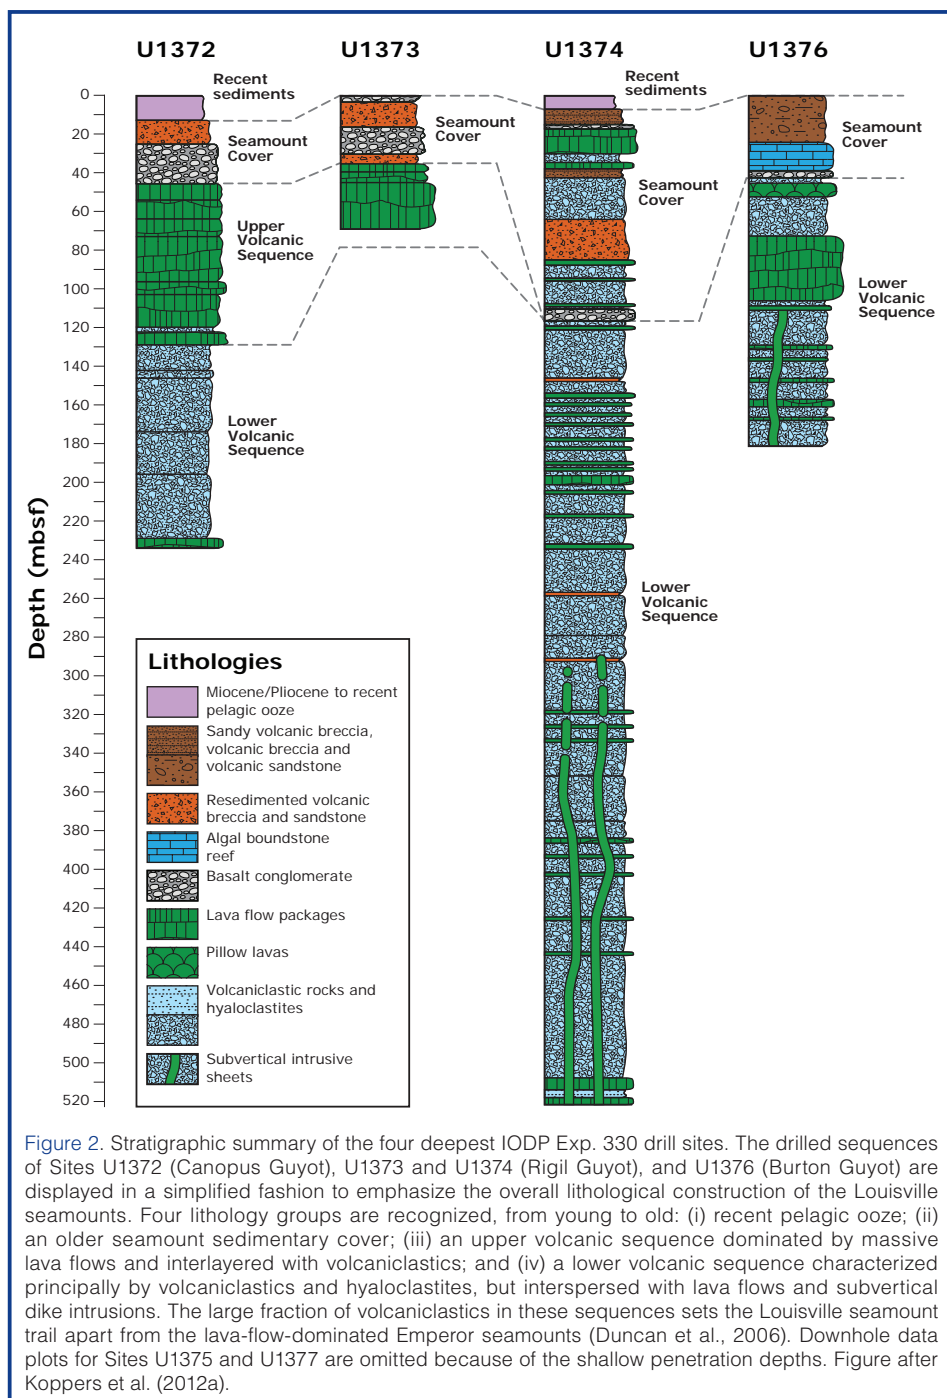 U1372
U1373
U1374
U1376
Recent
sediments
Recent
sediments
Seamount
Cover
Seamount
Cover
Seamount
Cover
Seamount
Cover
Upper
Volcanic
Sequence
Lower
Volcanic
Sequence
Lower
Volcanic
Sequence
Lower
Volcanic
Sequence
Depth (mbsf)
0
20
40
60
80
100
120
140
160
180
200
220
240
260
280
300
320
340
360
380
400
420
440
460
480
500
520
Lithologies
Miocene/Pliocene to recent
pelagic ooze
Sandy volcanic breccia,
volcanic breccia and
volcanic sandstone
Resedimented volcanic
breccia and sandstone
Algal boundstone
reef
Basalt conglomerate
Lava flow packages
Pillow lavas
Volcaniclastic rocks and
hyaloclastites
Subvertical intrusive
sheets
Figure 2. Stratigraphic summary of the four deepest IODP Exp. 330 drill sites. The drilled sequences
of Sites U1372 (Canopus Guyot), U1373 and U1374 (Rigil Guyot), and U1376 (Burton Guyot) are
displayed in a simplified fashion to emphasize the overall lithological construction of the Louisville
seamounts. Four lithology groups are recognized, from young to old: (i) recent pelagic ooze; (ii)
an older seamount sedimentary cover; (iii) an upper volcanic sequence dominated by massive
lava flows and interlayered with volcaniclastics; and (iv) a lower volcanic sequence characterized
principally by volcaniclastics and hyaloclastites, but interspersed with lava flows and subvertical
dike intrusions. The large fraction of volcaniclastics in these sequences sets the Louisville seamount
trail apart from the lava-flow-dominated Emperor seamounts (Duncan et al., 2006). Downhole data
plots for Sites U1375 and U1377 are omitted because of the shallow penetration depths. Figure after
Koppers et al. (2012a).